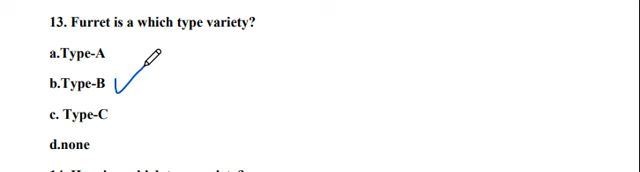 13. Furret is a which type variety?
a.Type-A
b.Type-B
c. Type-C
d.none